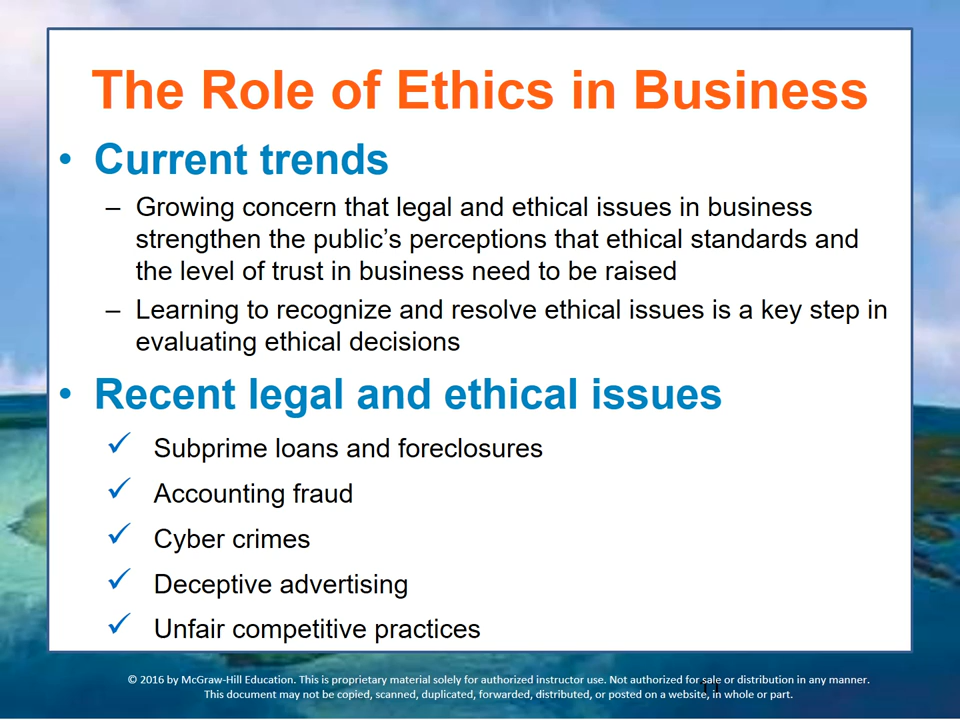 The Role of Ethics in Business
• Current trends
– Growing concern that legal and ethical issues in business
strengthen the public’s perceptions that ethical standards and
the level of trust in business need to be raised
– Learning to recognize and resolve ethical issues is a key step in
evaluating ethical decisions
• Recent legal and ethical issues
✓ Subprime loans and foreclosures
✓ Accounting fraud
✓ Cyber crimes
✓ Deceptive advertising
✓ Unfair competitive practices
© 2016 by McGraw-Hill Education. This is proprietary material solely for authorized instructor use. Not authorized for sale or distribution in any manner.
This document may not be copied, scanned, duplicated, forwarded, distributed, or posted on a website, in whole or part.